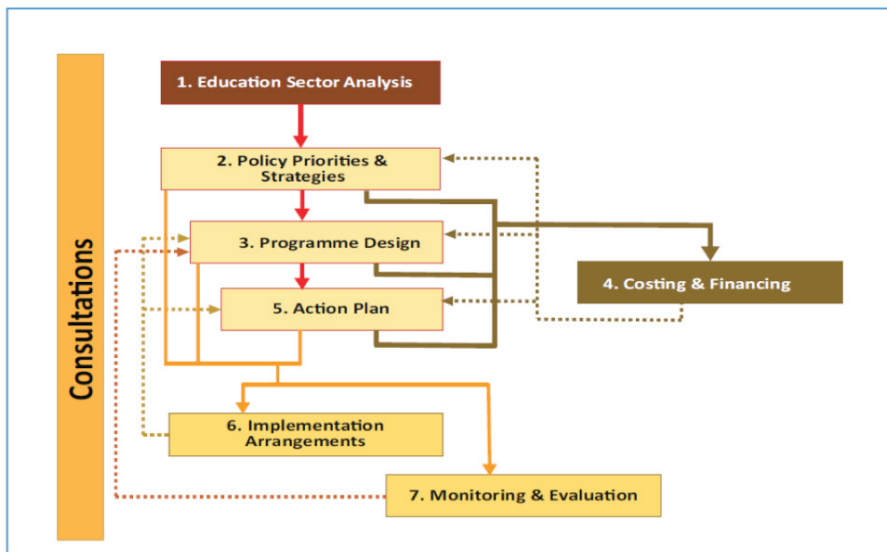 Consultations
1. Education Sector Analysis
2. Policy Priorities &
Strategies
3. Programme Design
4. Costing & Financing
5. Action Plan
6. Implementation
Arrangements
7. Monitoring & Evaluation